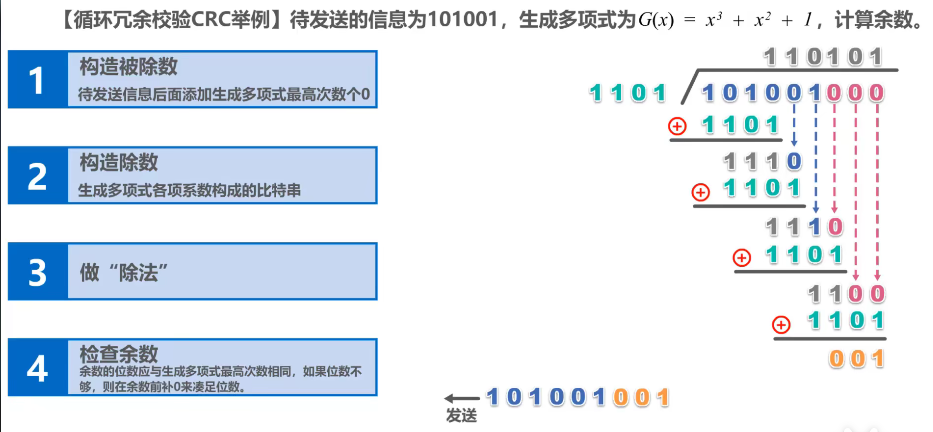 【循环冗余校验CRC举例】待发送的信息为101001，生成多项式为G(x) = x³ + x² + 1，计算余数。
1
构造被除数
待发送信息后面添加生成多项式最高次数个0
2
构造除数
生成多项式各项系数构成的比特串
3
做“除法”
4
检查余数
余数的位数应与生成多项式最高次数相同，如果位数不
够，则在余数前补0来凑足位数。
110101
1101 101001000
⊕ 1101
1110
⊕ 1101
1110
⊕ 1101
1100
⊕ 1101
001
101001001
发送